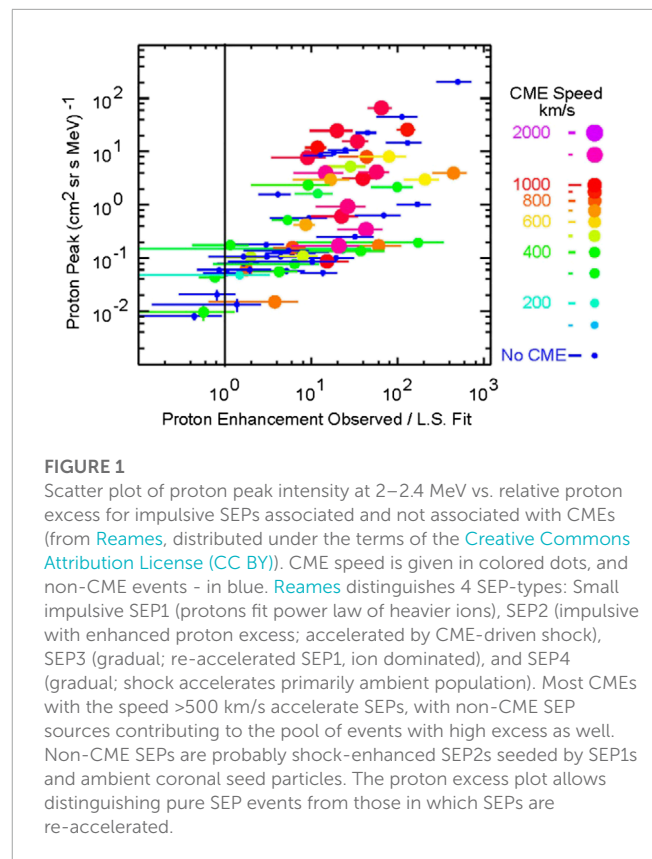 10²
10¹
10⁰
10⁻¹
10⁻²
Proton Peak (cm² sr s MeV) -1
10⁰ 10¹ 10² 10³
Proton Enhancement Observed / L.S. Fit
CME Speed
km/s
2000
1000
800
600
400
200
No CME
FIGURE 1
Scatter plot of proton peak intensity at 2–2.4 MeV vs. relative proton
excess for impulsive SEPs associated and not associated with CMEs
(from Reames, distributed under the terms of the Creative Commons
Attribution License (CC BY)). CME speed is given in colored dots, and
non-CME events - in blue. Reames distinguishes 4 SEP-types: Small
impulsive SEP1 (protons fit power law of heavier ions), SEP2 (impulsive
with enhanced proton excess; accelerated by CME-driven shock),
SEP3 (gradual; re-accelerated SEP1, ion dominated), and SEP4
(gradual; shock accelerates primarily ambient population). Most CMEs
with the speed >500 km/s accelerate SEPs, with non-CME SEP
sources contributing to the pool of events with high excess as well.
Non-CME SEPs are probably shock-enhanced SEP2s seeded by SEP1s
and ambient coronal seed particles. The proton excess plot allows
distinguishing pure SEP events from those in which SEPs are
re-accelerated.